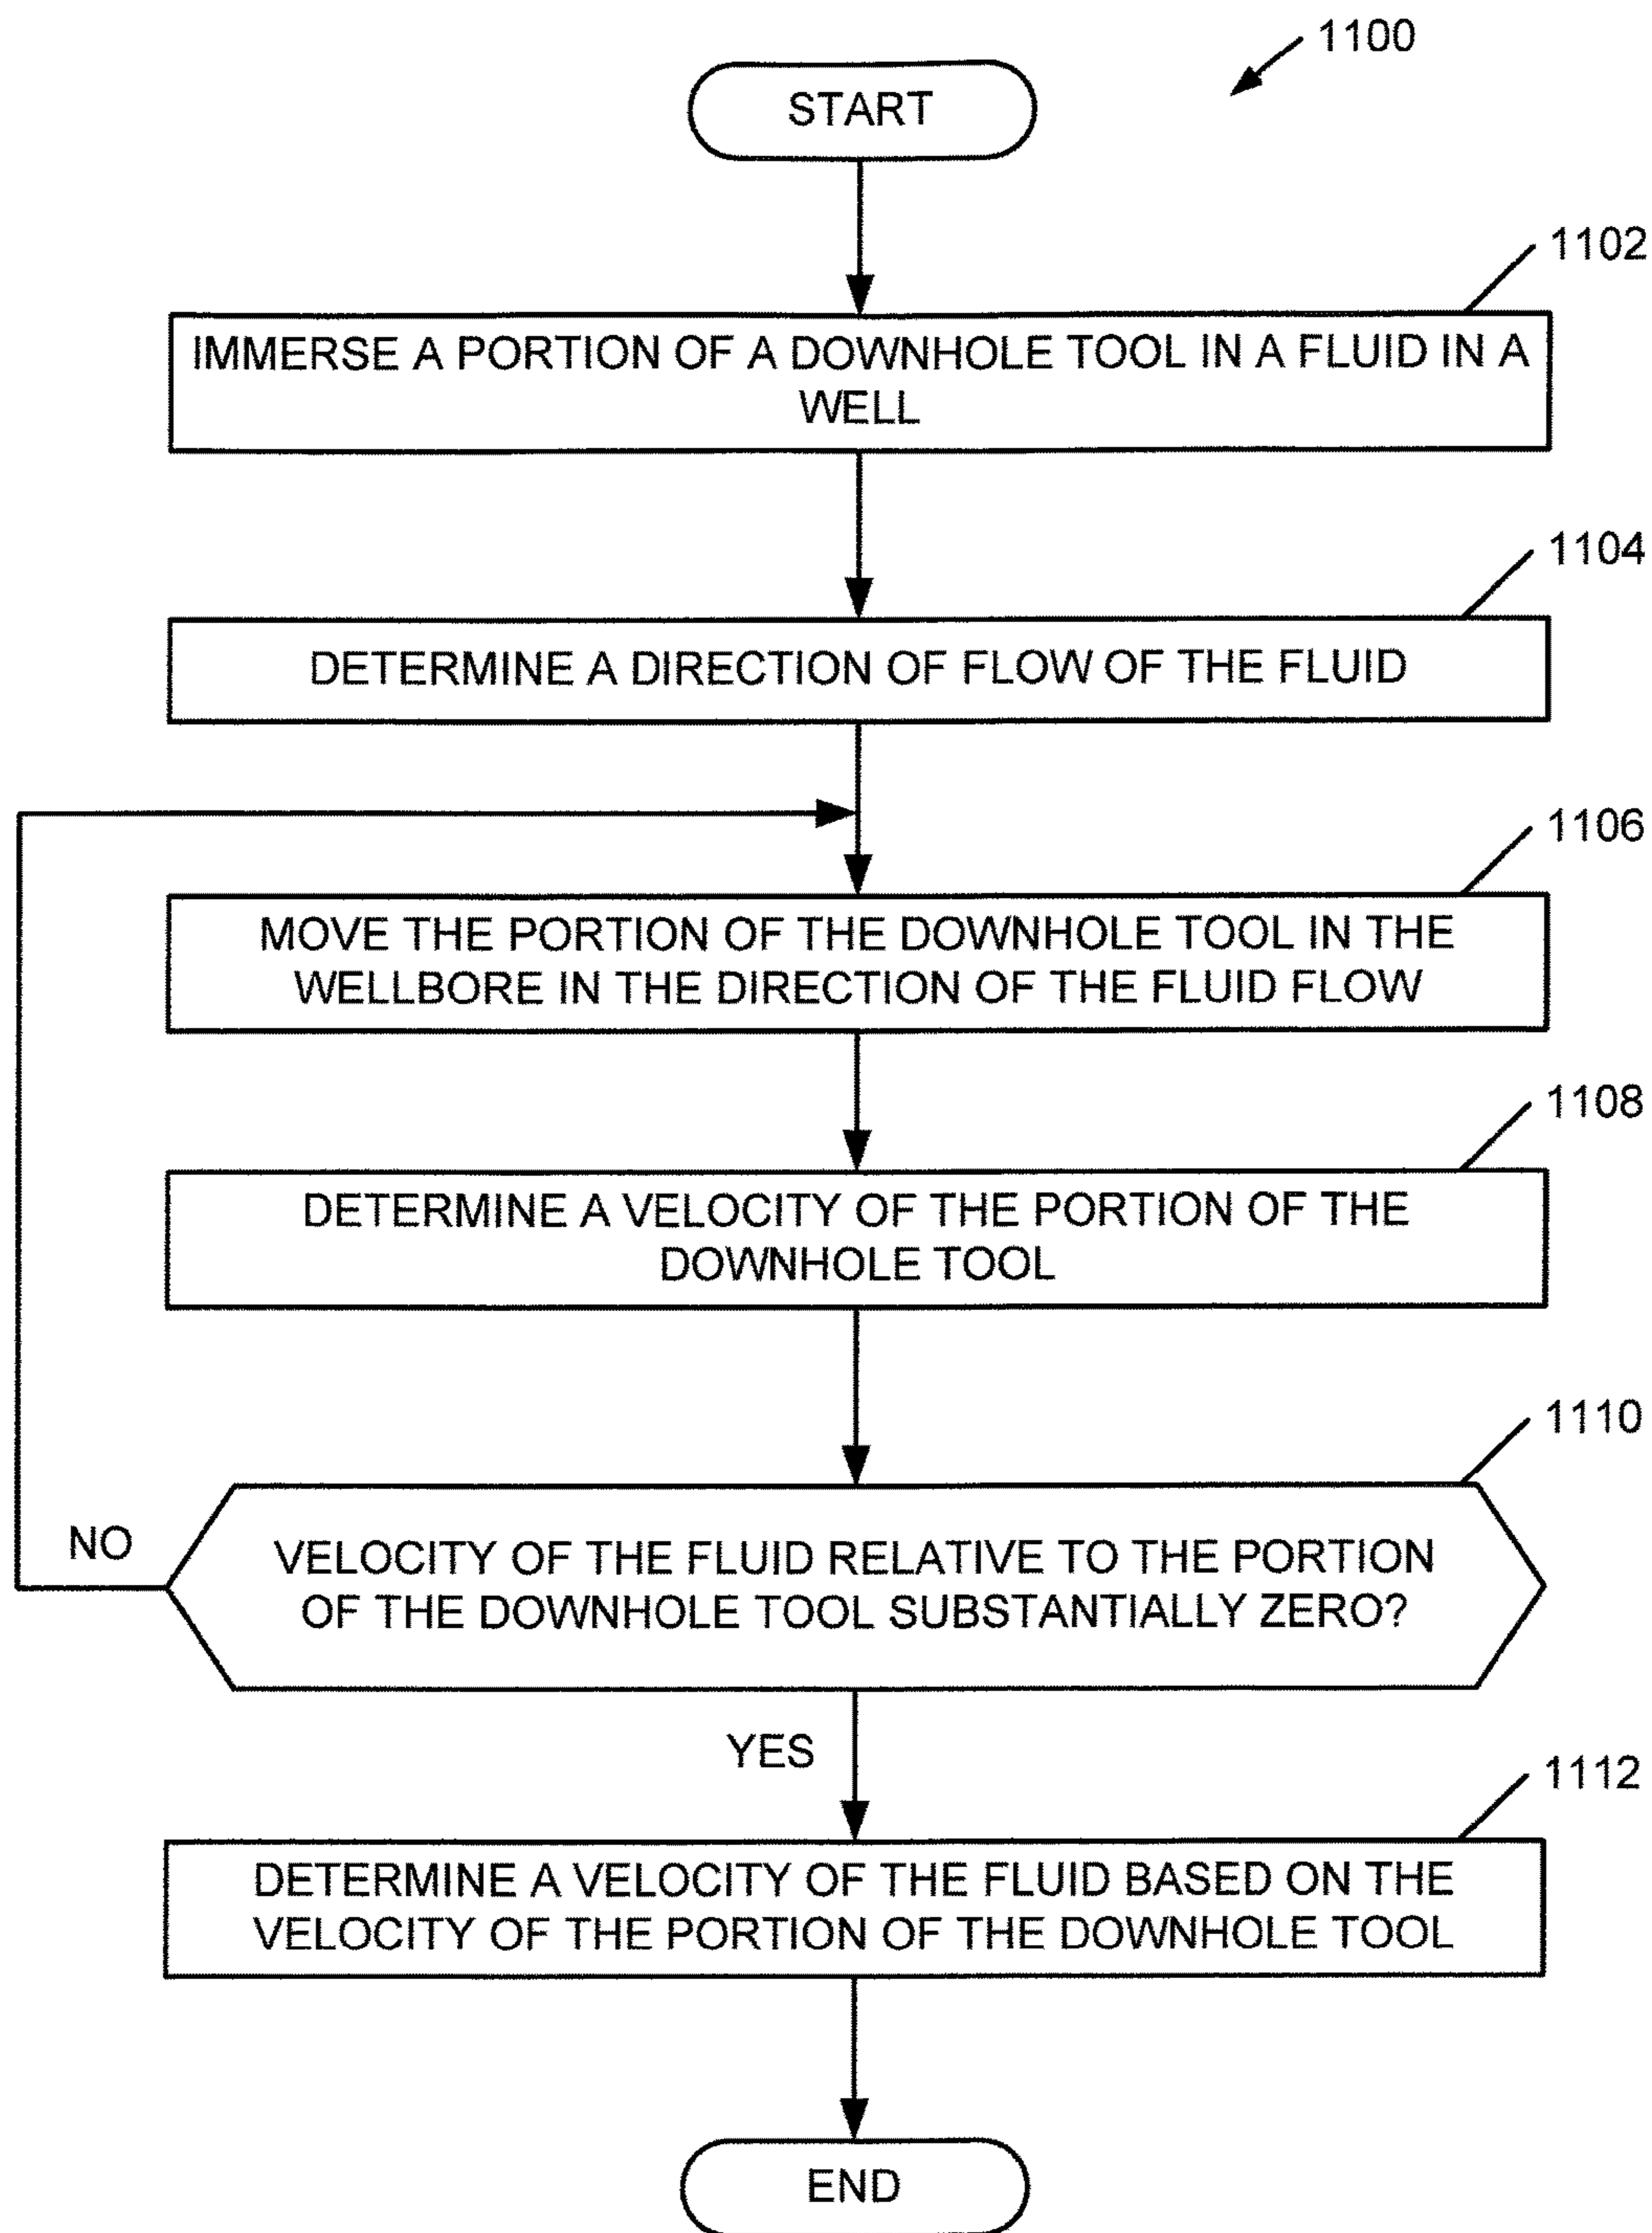 1100
START
1102
IMMERSE A PORTION OF A DOWNHOLE TOOL IN A FLUID IN A
WELL
1104
DETERMINE A DIRECTION OF FLOW OF THE FLUID
1106
MOVE THE PORTION OF THE DOWNHOLE TOOL IN THE
WELLBORE IN THE DIRECTION OF THE FLUID FLOW
1108
DETERMINE A VELOCITY OF THE PORTION OF THE
DOWNHOLE TOOL
1110
NO
VELOCITY OF THE FLUID RELATIVE TO THE PORTION
OF THE DOWNHOLE TOOL SUBSTANTIALLY ZERO?
YES
1112
DETERMINE A VELOCITY OF THE FLUID BASED ON THE
VELOCITY OF THE PORTION OF THE DOWNHOLE TOOL
END